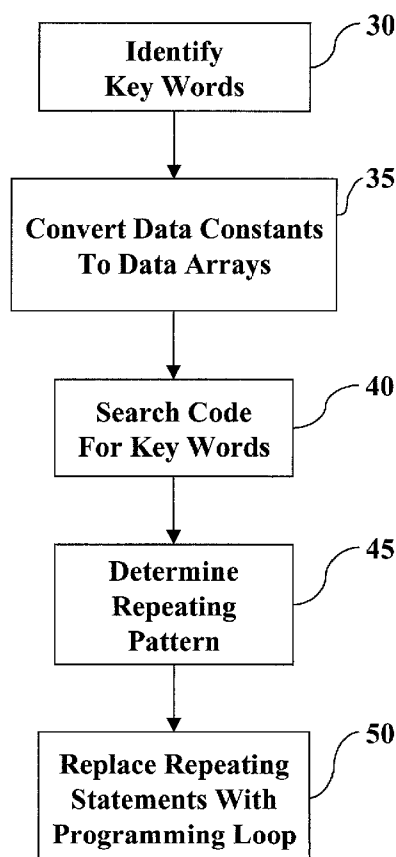 30
Identify
Key Words
35
Convert Data Constants
To Data Arrays
40
Search Code
For Key Words
45
Determine
Repeating
Pattern
50
Replace Repeating
Statements With
Programming Loop